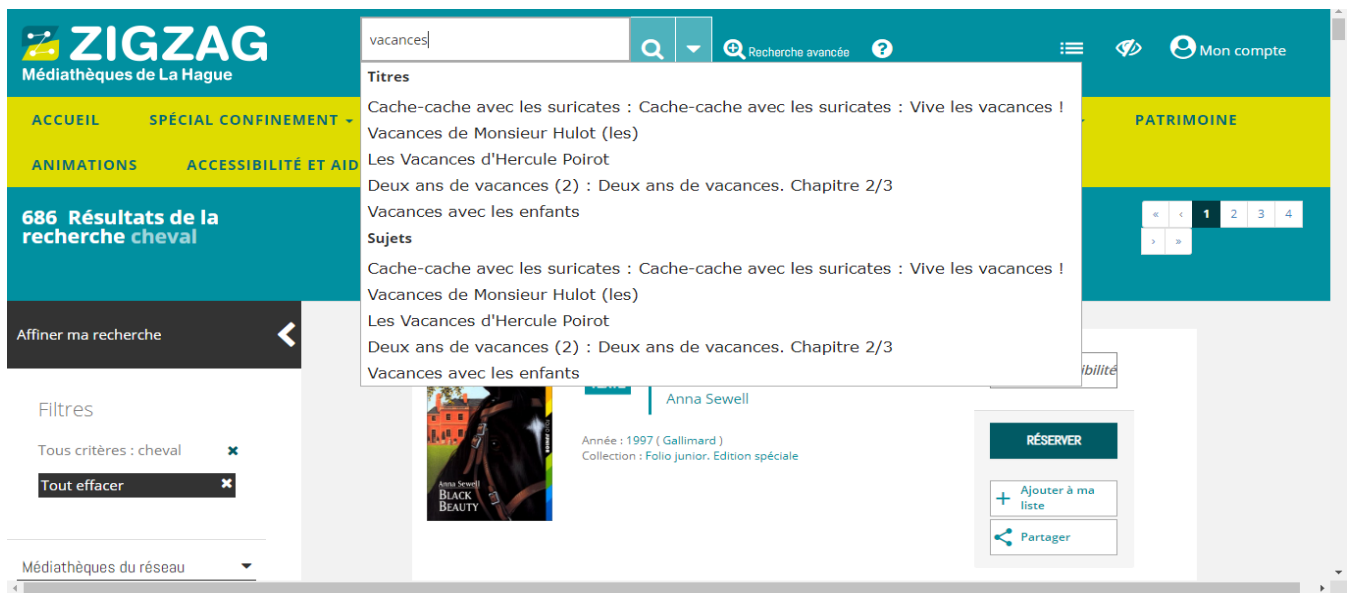 ZIGZAG
Médiathèques de La Hague
vacances
Recherche avancée
?
Mon compte
Titres
Cache-cache avec les suricates : Cache-cache avec les suricates : Vive les vacances !
Vacances de Monsieur Hulot (les)
Les Vacances d'Hercule Poirot
Deux ans de vacances (2) : Deux ans de vacances. Chapitre 2/3
Vacances avec les enfants
Sujets
Cache-cache avec les suricates : Cache-cache avec les suricates : Vive les vacances !
Vacances de Monsieur Hulot (les)
Les Vacances d'Hercule Poirot
Deux ans de vacances (2) : Deux ans de vacances. Chapitre 2/3
Vacances avec les enfants
ACCUEIL SPÉCIAL CONFINEMENT PATRIMOINE
ANIMATIONS ACCESSIBILITÉ ET AID
686 Résultats de la
recherche cheval
« ‹ 1 2 3 4
› »
Affiner ma recherche
Filtres
Tous critères : cheval
Tout effacer
Médiathèques du réseau
Anna Sewell
BLACK
BEAUTY
Anna Sewell
Année : 1997 ( Gallimard )
Collection : Folio junior. Edition spéciale
ibilité
RÉSERVER
Ajouter à ma
liste
Partager